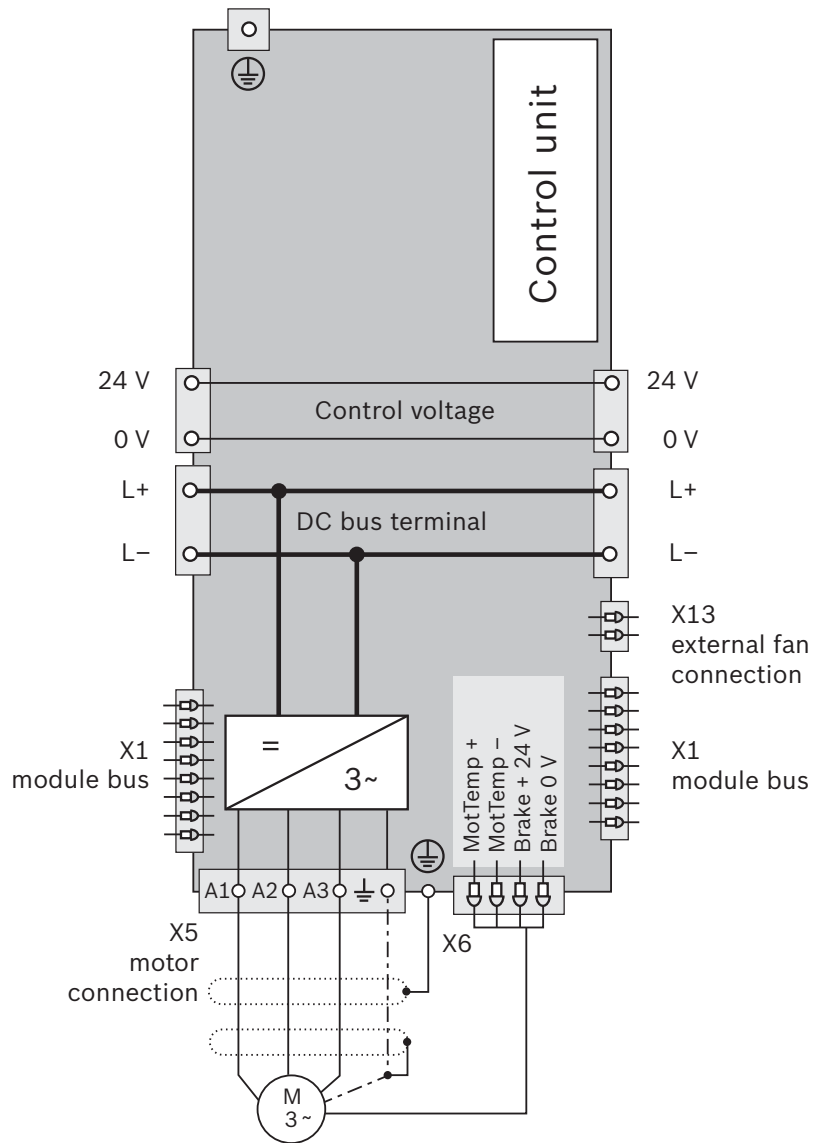 Control unit
24 V
24 V
Control voltage
0 V
0 V
L+
L+
DC bus terminal
L–
L–
X13
external fan
connection
X1
module bus
=
3~
MotTemp +
MotTemp –
Brake + 24 V
Brake 0 V
X1
module bus
A1
A2
A3
X5
motor
connection
X6
M
3 ~